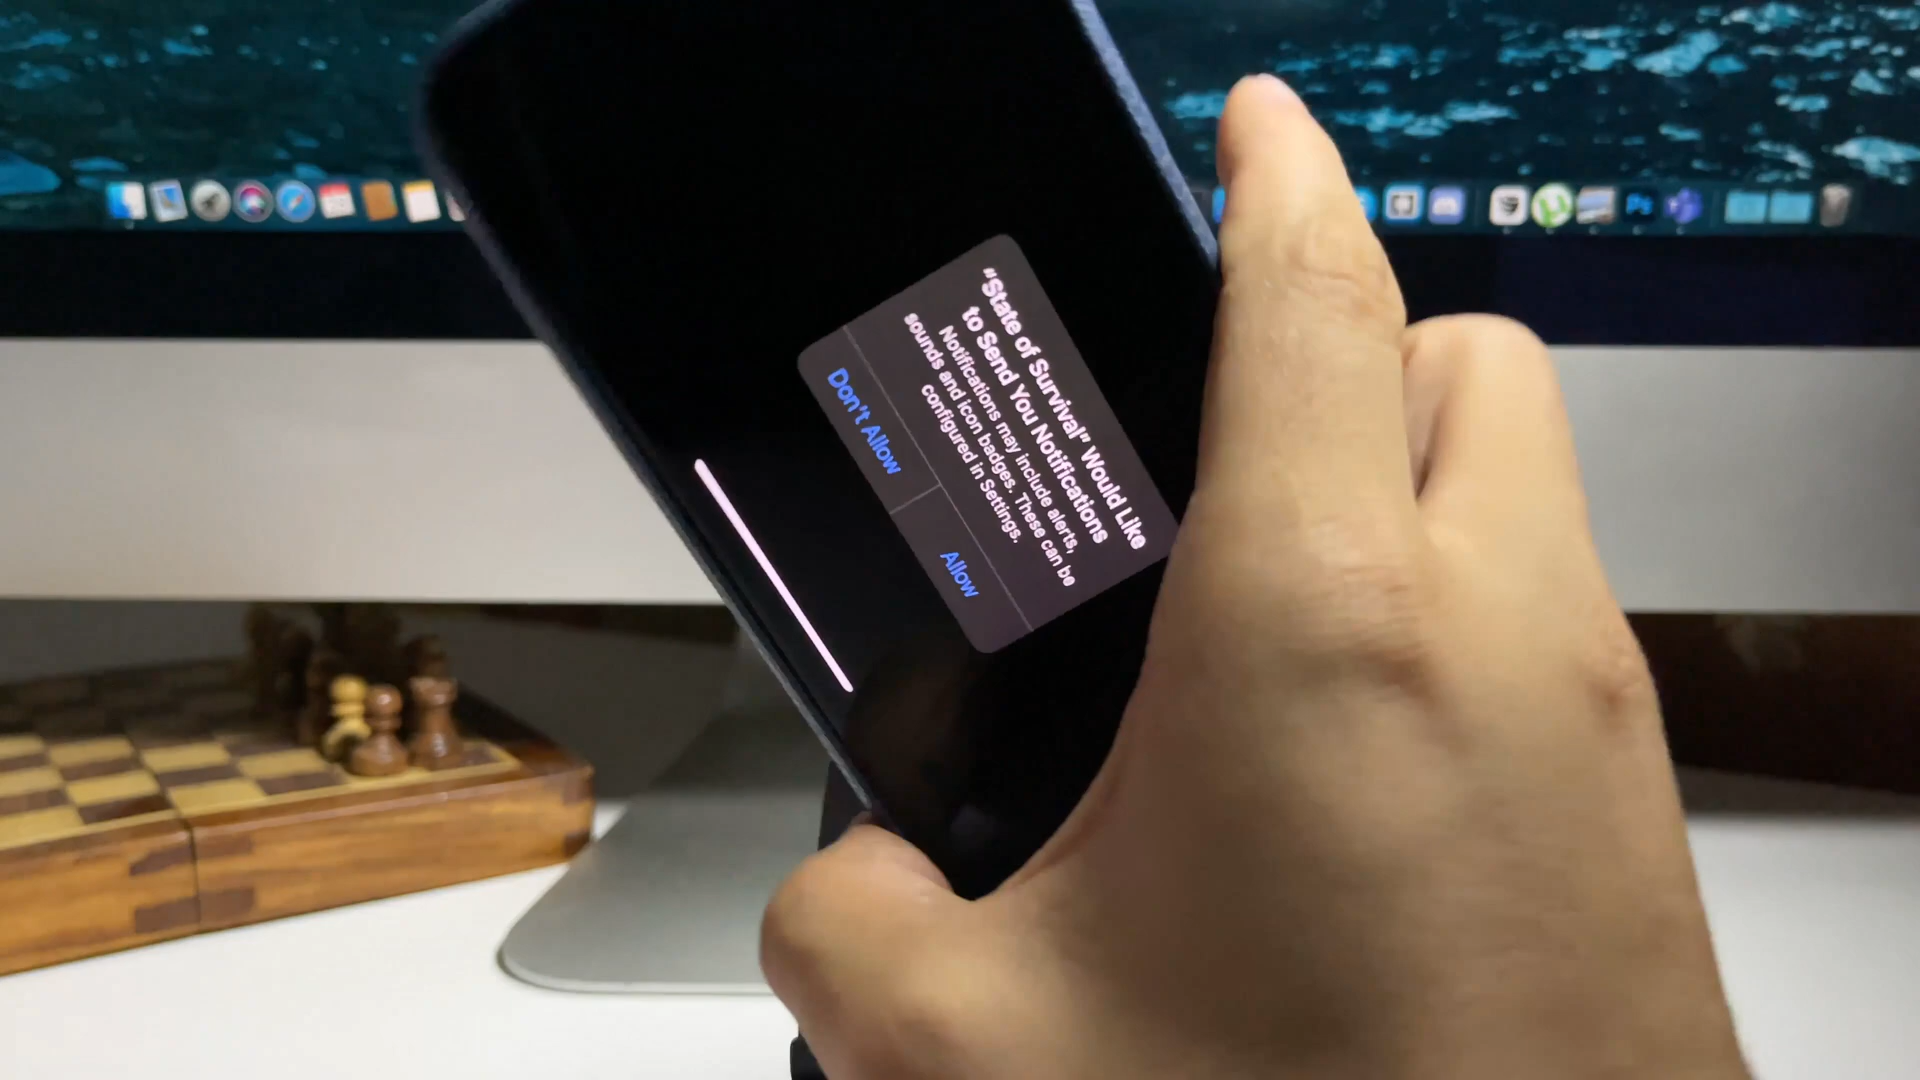 "State of Survival" Would Like
to Send You Notifications
Notifications may include alerts,
sounds and icon badges. These can be
configured in Settings.
Don't Allow
Allow
Ps